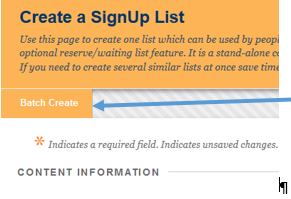 Create a SignUp List
Use this page to create one list which can be used by peopl
optional reserve/waiting list feature. It is a stand-alone co
If you need to create several similar lists at once save time
Batch Create
* Indicates a required field. Indicates unsaved changes.
CONTENT INFORMATION
¶